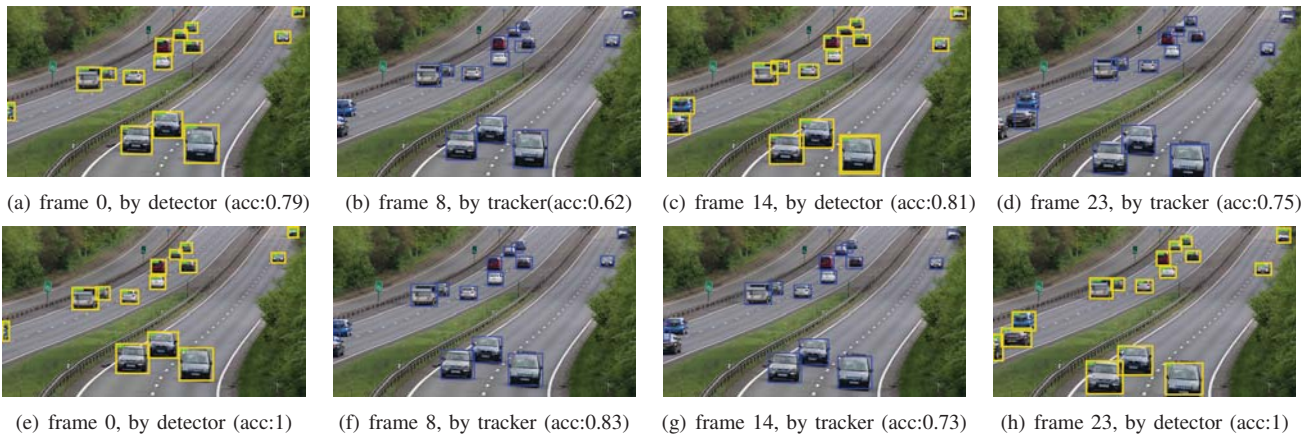 (a) frame 0, by detector (acc:0.79)
(b) frame 8, by tracker(acc:0.62)
(c) frame 14, by detector (acc:0.81)
(d) frame 23, by tracker (acc:0.75)
(e) frame 0, by detector (acc:1)
(f) frame 8, by tracker (acc:0.83)
(g) frame 14, by tracker (acc:0.73)
(h) frame 23, by detector (acc:1)